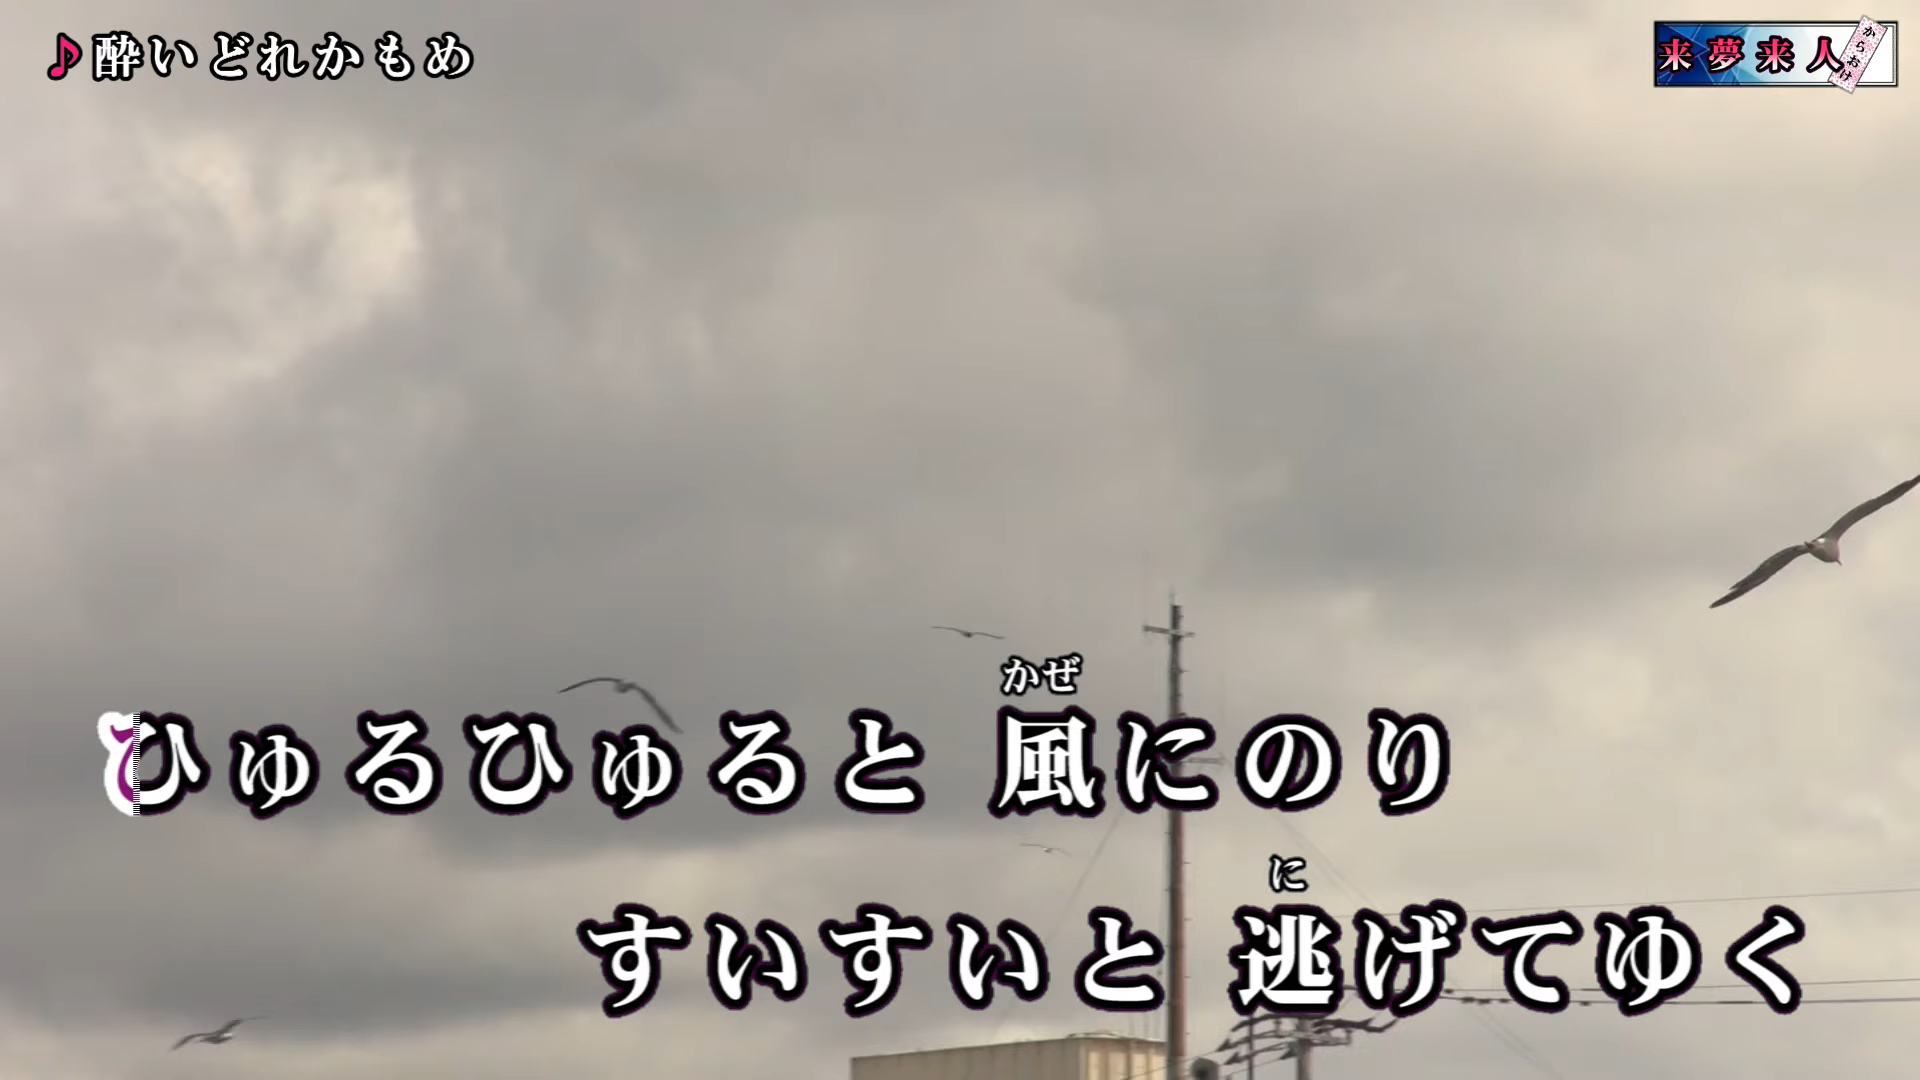 ♪酔いどれかもめ
来夢来人
からおけ
かぜ
ひゅるひゅると 風にのり
に
すいすいと 逃げてゆく